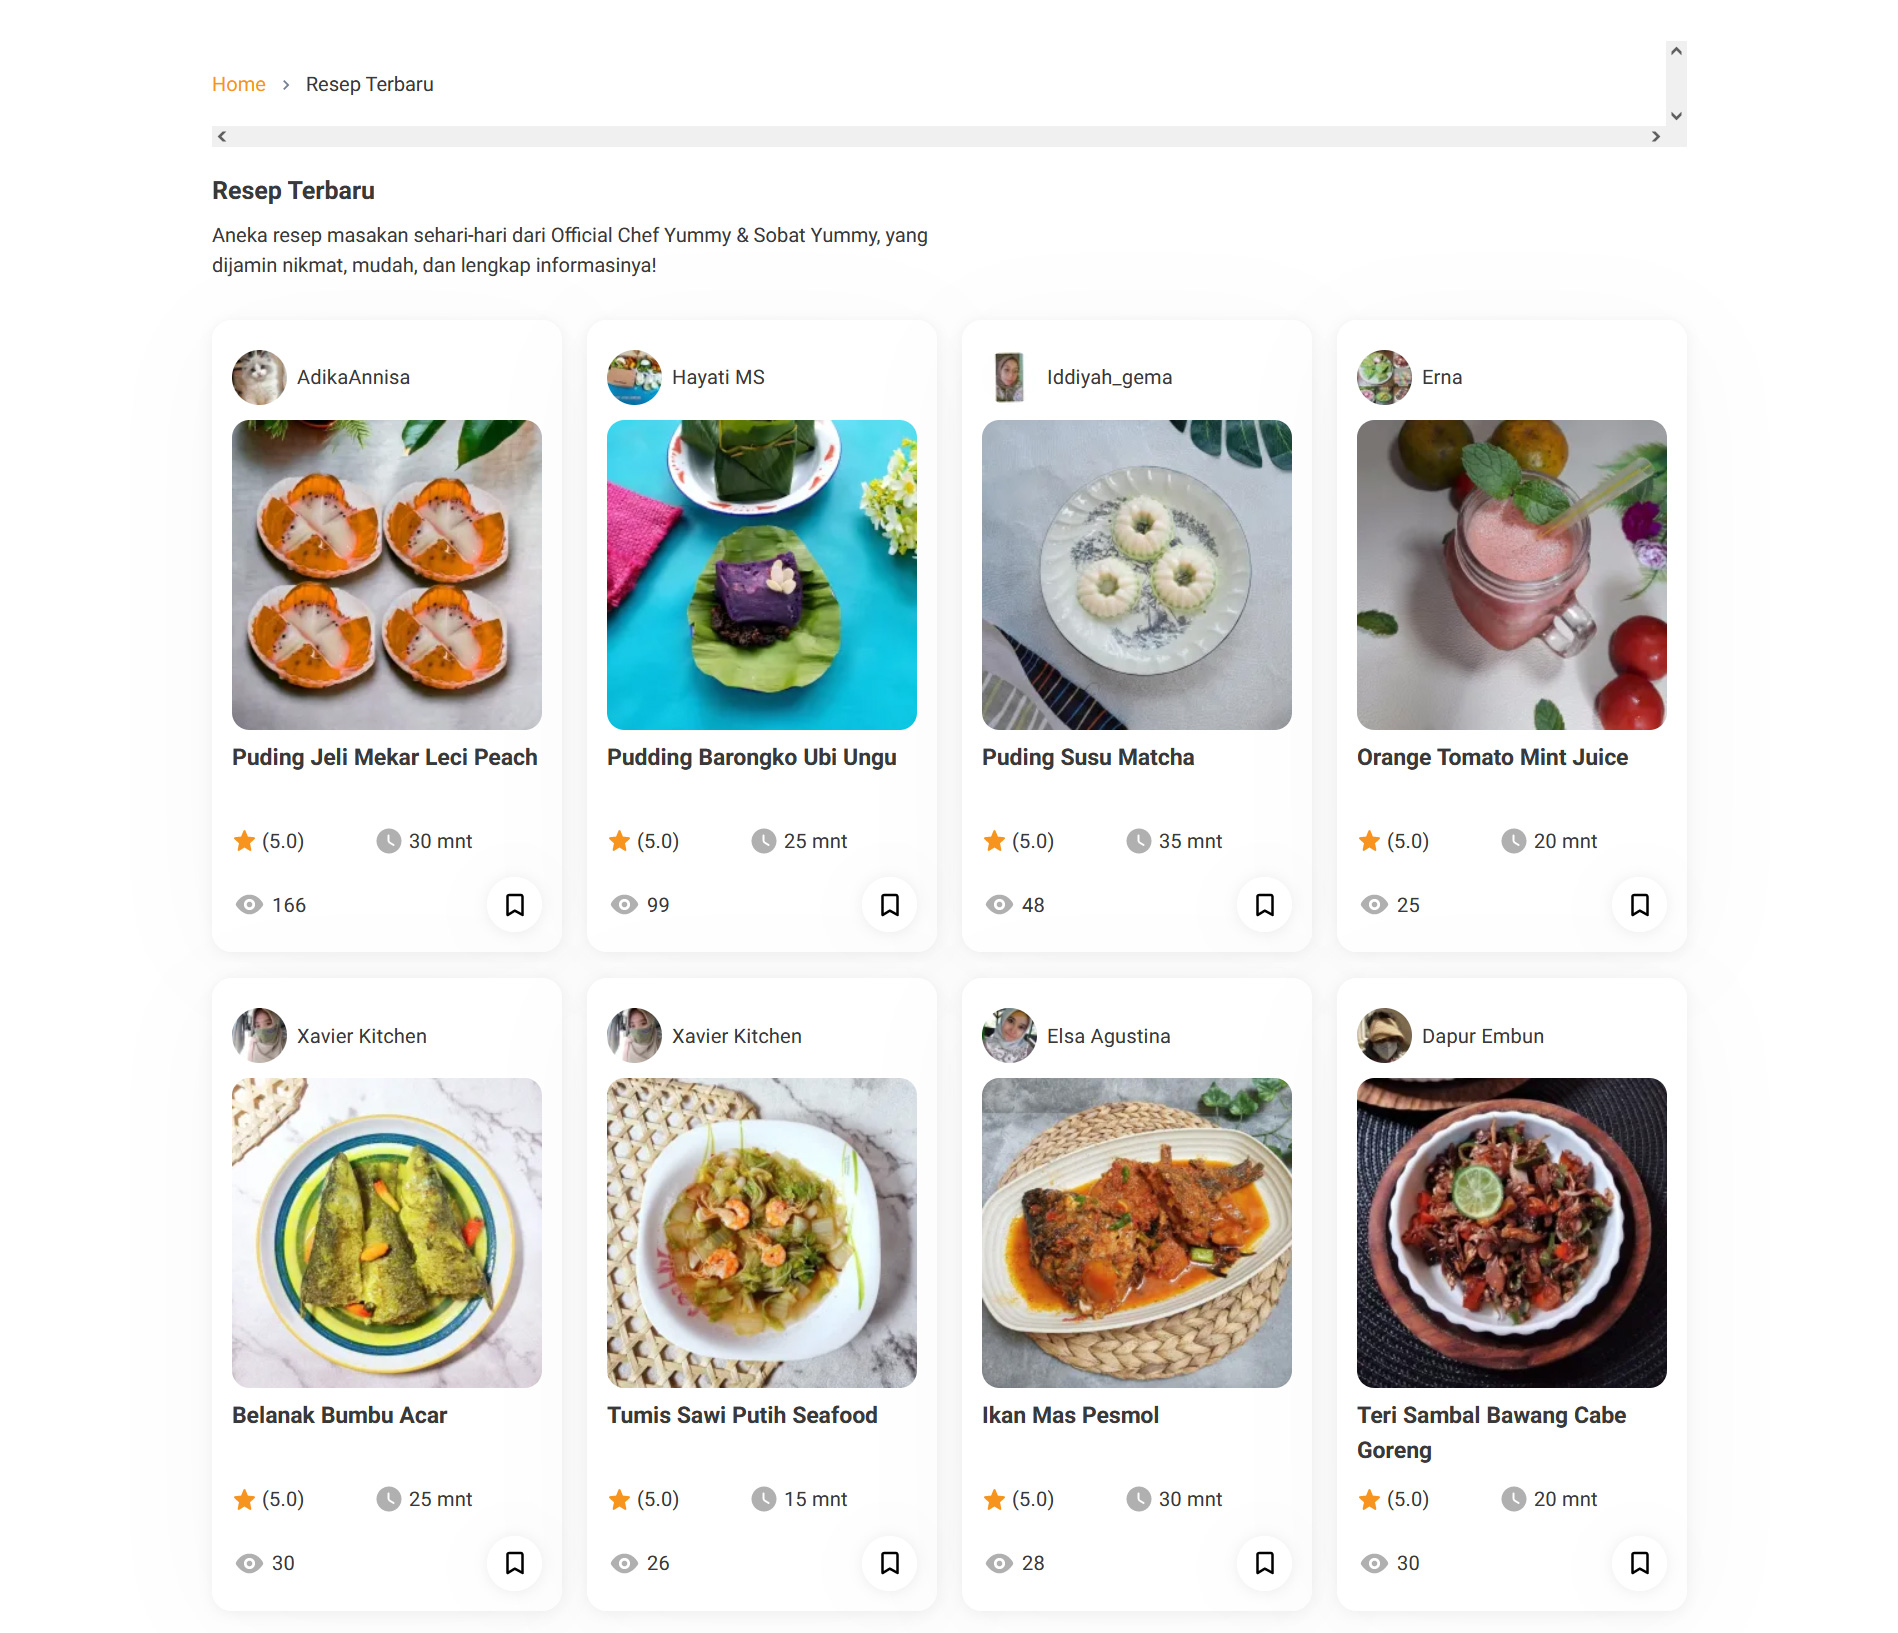 Home > Resep Terbaru
Resep Terbaru
Aneka resep masakan sehari-hari dari Official Chef Yummy & Sobat Yummy, yang
dijamin nikmat, mudah, dan lengkap informasinya!
AdikaAnnisa
Puding Jeli Mekar Leci Peach
(5.0) 30 mnt
166
Hayati MS
Pudding Barongko Ubi Ungu
(5.0) 25 mnt
99
Iddiyah_gema
Puding Susu Matcha
(5.0) 35 mnt
48
Erna
Orange Tomato Mint Juice
(5.0) 20 mnt
25
Xavier Kitchen
Belanak Bumbu Acar
(5.0) 25 mnt
30
Xavier Kitchen
Tumis Sawi Putih Seafood
(5.0) 15 mnt
26
Elsa Agustina
Ikan Mas Pesmol
(5.0) 30 mnt
28
Dapur Embun
Teri Sambal Bawang Cabe
Goreng
(5.0) 20 mnt
30